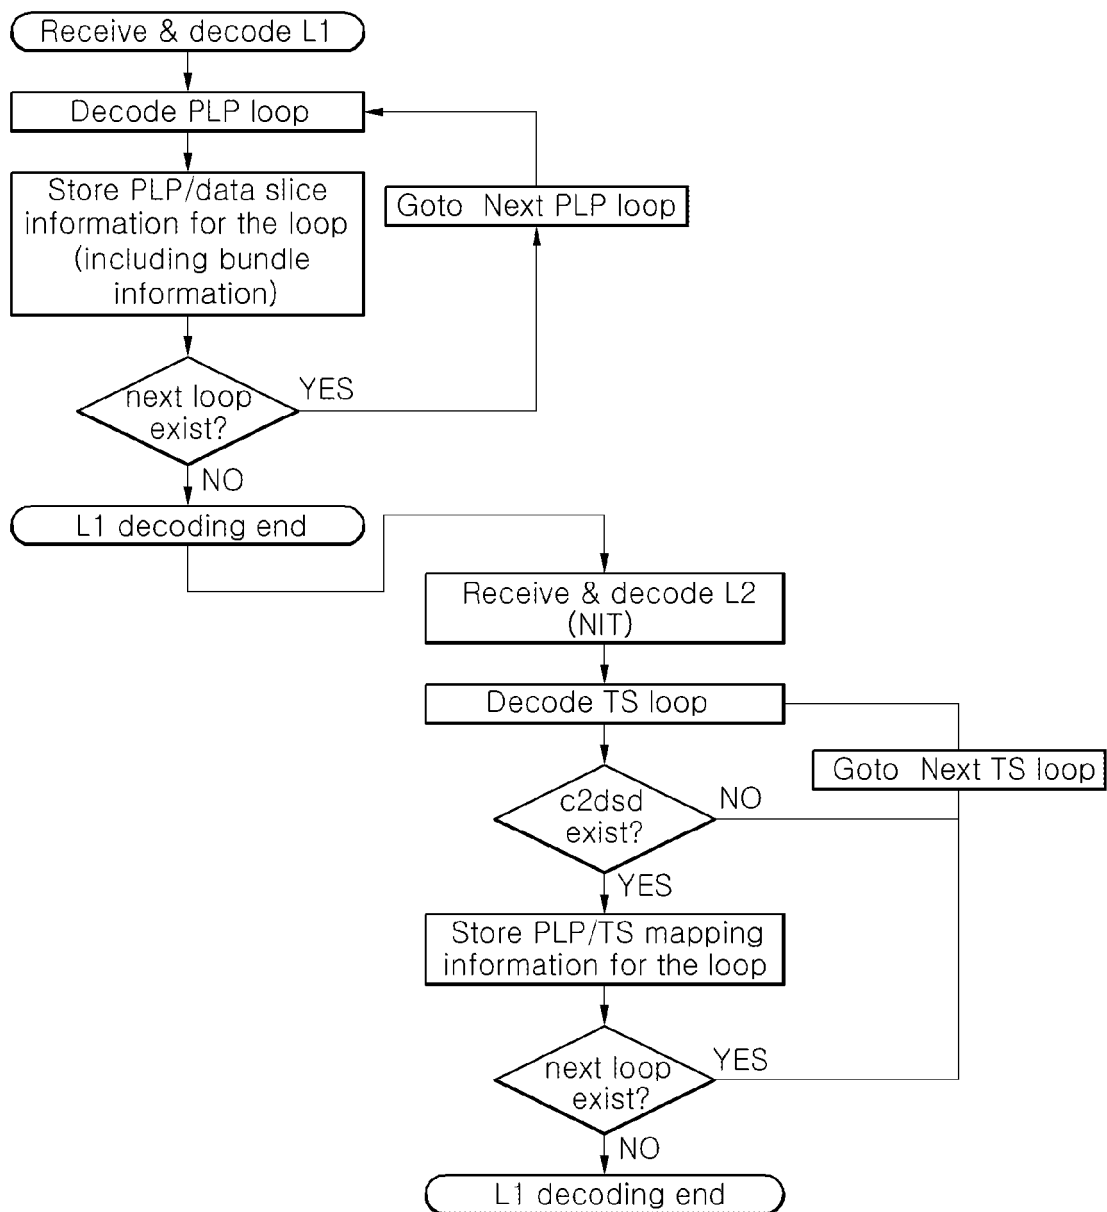 Receive & decode L1
Decode PLP loop
Store PLP/data slice
information for the loop
(including bundle
information)
Goto Next PLP loop
next loop
exist?
YES
NO
L1 decoding end
Receive & decode L2
(NIT)
Decode TS loop
Goto Next TS loop
c2dsd
exist?
NO
YES
Store PLP/TS mapping
information for the loop
next loop
exist?
YES
NO
L1 decoding end